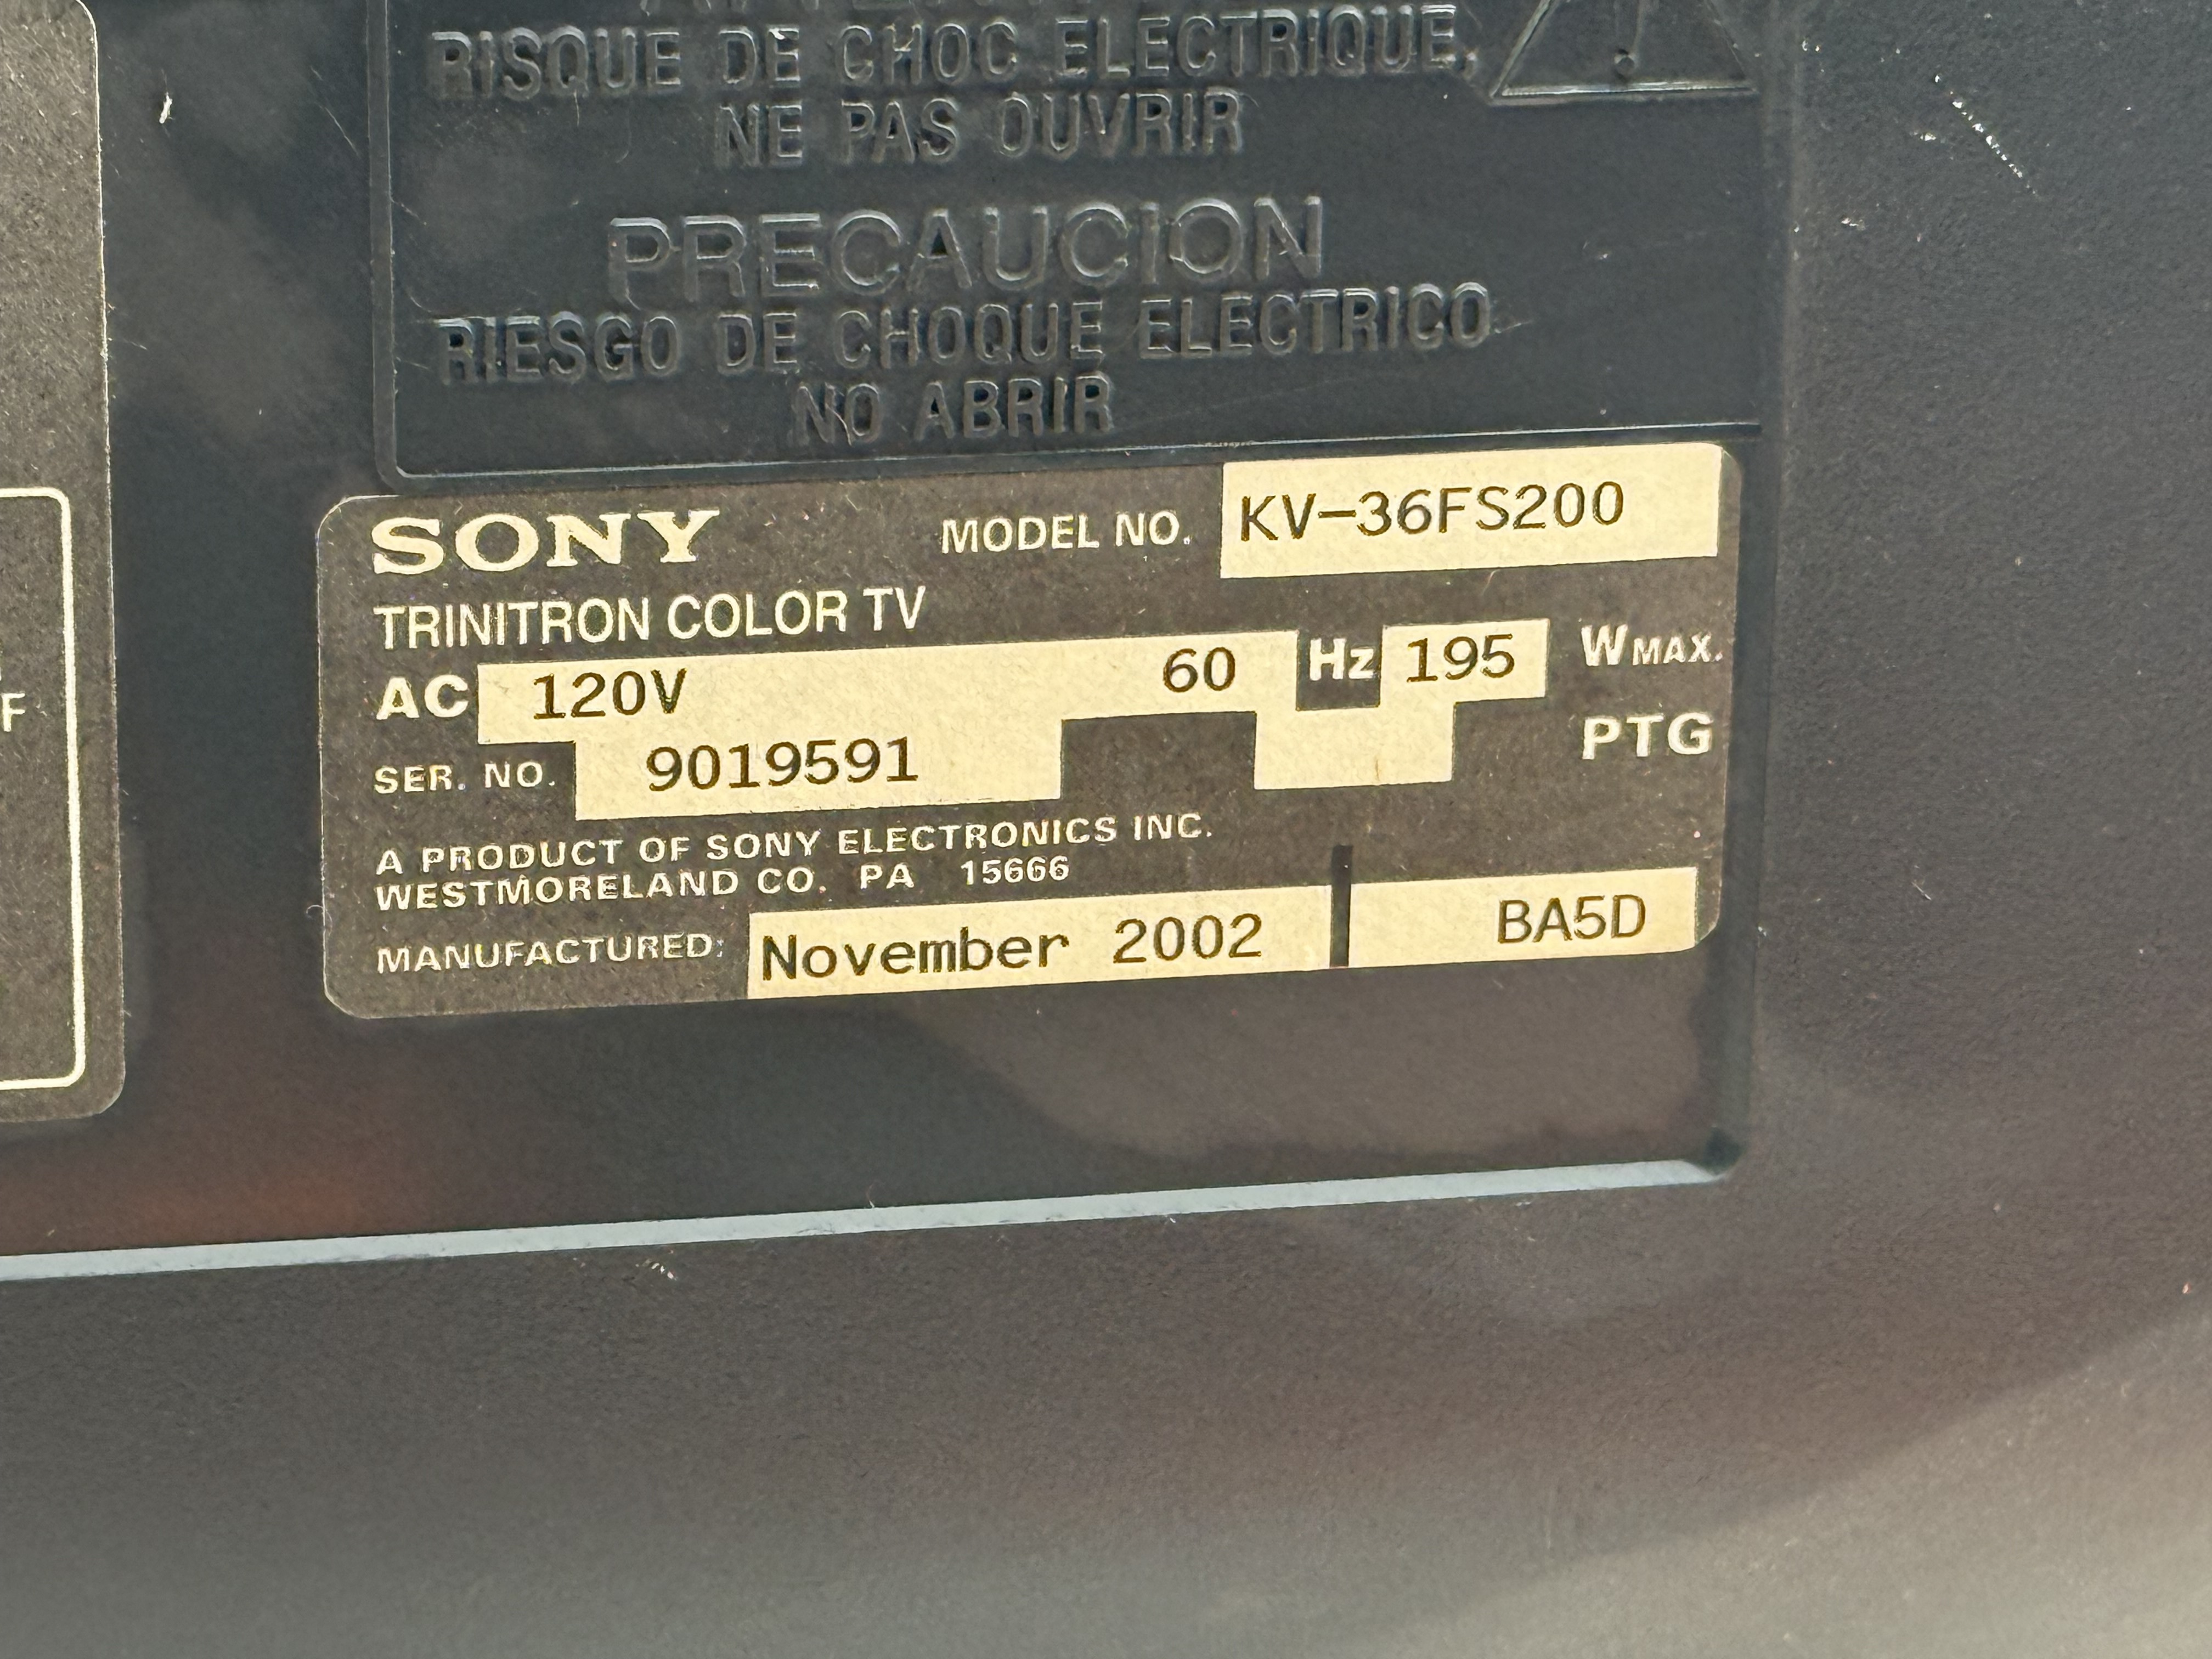 RISQUE DE CHOC ELECTRIQUE,
NE PAS OUVRIR
PRECAUCION
RIESGO DE CHOQUE ELECTRICO
NO ABRIR
SONY MODEL NO. KV-36FS200
TRINITRON COLOR TV
AC 120V 60 Hz 195 WMAX.
SER. NO. 9019591 PTG
A PRODUCT OF SONY ELECTRONICS INC.
WESTMORELAND CO. PA 15666
MANUFACTURED: November 2002 BA5D
F